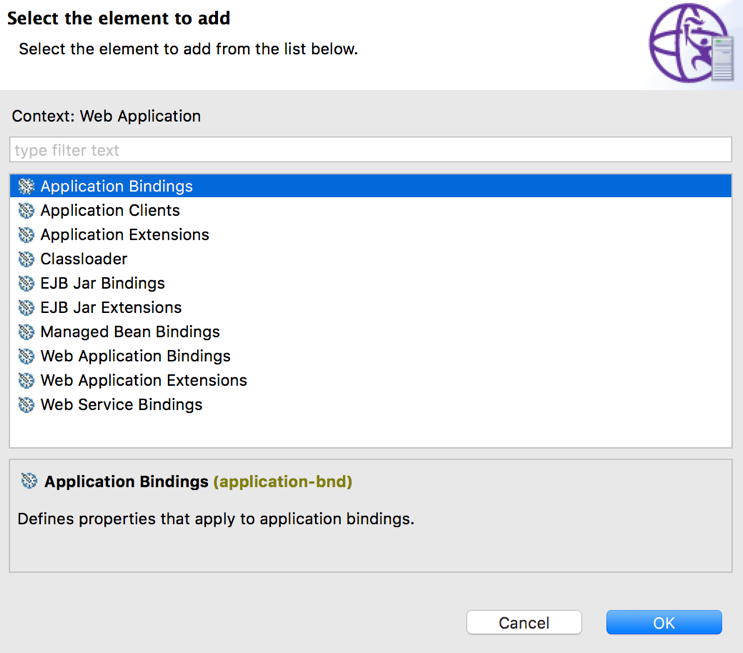 Select the element to add
Select the element to add from the list below.
Context: Web Application
type filter text
Application Bindings
Application Clients
Application Extensions
Classloader
EJB Jar Bindings
EJB Jar Extensions
Managed Bean Bindings
Web Application Bindings
Web Application Extensions
Web Service Bindings
Application Bindings (application-bnd)
Defines properties that apply to application bindings.
Cancel OK